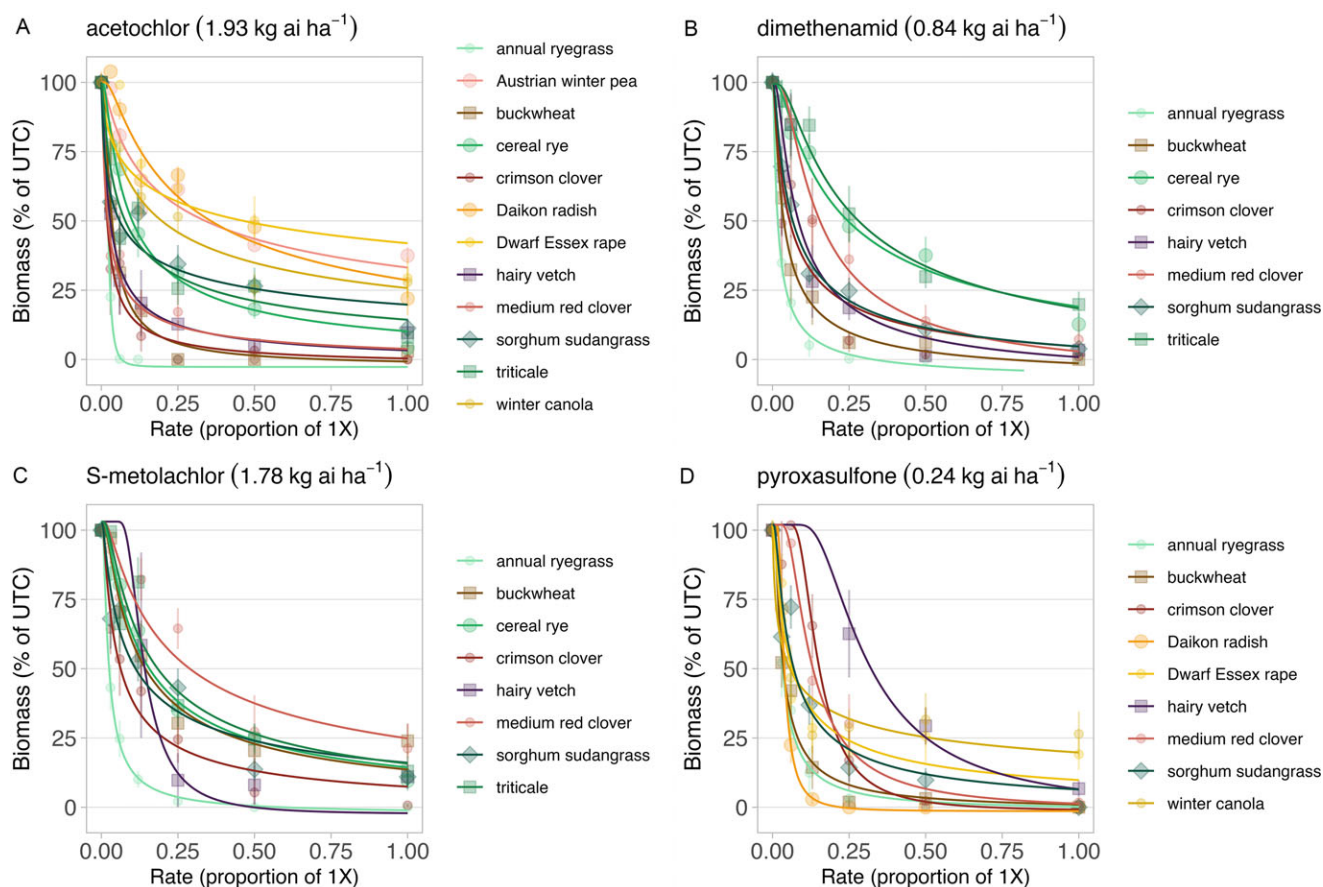 A
acetochlor (1.93 kg ai ha⁻¹)
Biomass (% of UTC)
100
75
50
25
0
0.00 0.25 0.50 0.75 1.00
Rate (proportion of 1X)
annual ryegrass
Austrian winter pea
buckwheat
cereal rye
crimson clover
Daikon radish
Dwarf Essex rape
hairy vetch
medium red clover
sorghum sudangrass
triticale
winter canola
B
dimethenamid (0.84 kg ai ha⁻¹)
Biomass (% of UTC)
100
75
50
25
0
0.00 0.25 0.50 0.75 1.00
Rate (proportion of 1X)
annual ryegrass
buckwheat
cereal rye
crimson clover
hairy vetch
medium red clover
sorghum sudangrass
triticale
C
S-metolachlor (1.78 kg ai ha⁻¹)
Biomass (% of UTC)
100
75
50
25
0
0.00 0.25 0.50 0.75 1.00
Rate (proportion of 1X)
annual ryegrass
buckwheat
cereal rye
crimson clover
hairy vetch
medium red clover
sorghum sudangrass
triticale
D
pyroxasulfone (0.24 kg ai ha⁻¹)
Biomass (% of UTC)
100
75
50
25
0
0.00 0.25 0.50 0.75 1.00
Rate (proportion of 1X)
annual ryegrass
buckwheat
crimson clover
Daikon radish
Dwarf Essex rape
hairy vetch
medium red clover
sorghum sudangrass
winter canola